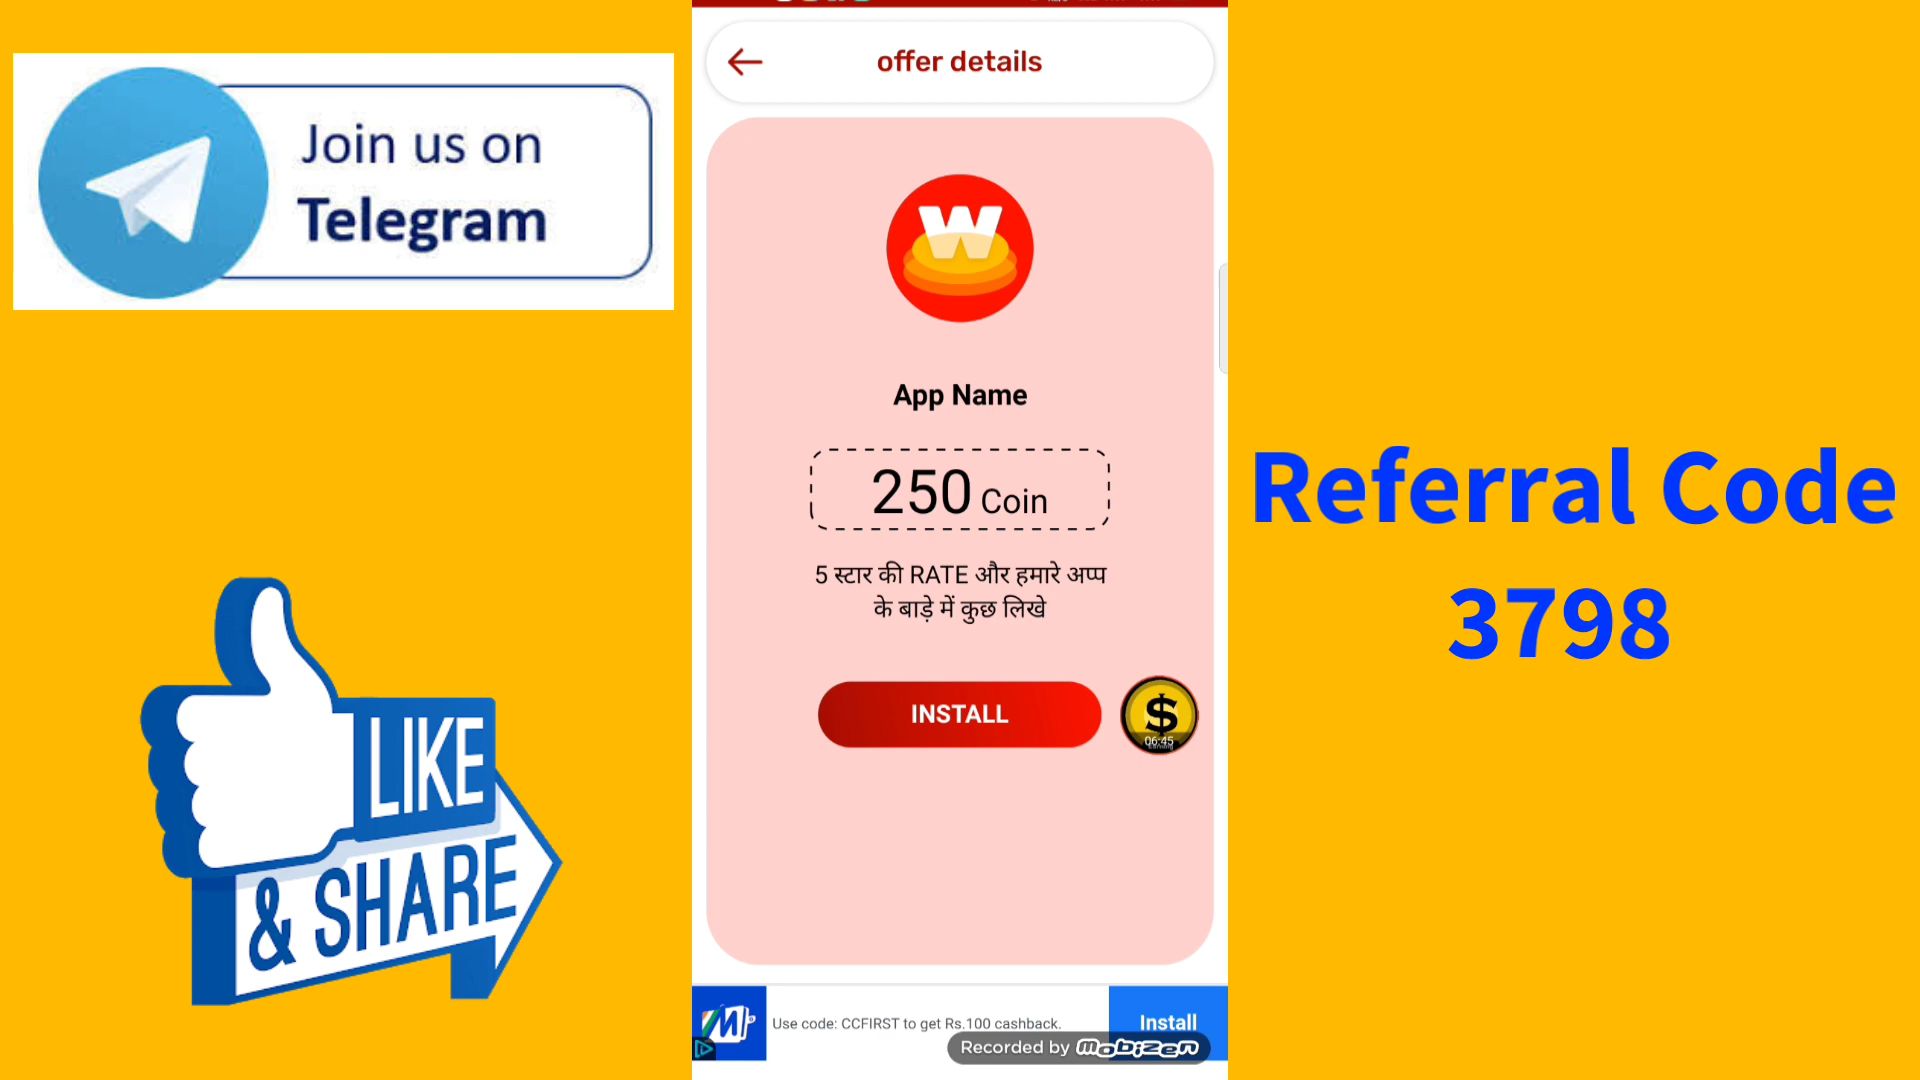 Join us on
Telegram
LIKE
& SHARE
offer details
W
App Name
250 Coin
5 स्टार की RATE और हमारे अप्प
के बाड़े में कुछ लिखे
INSTALL
$
06:45
Use code: CCFIRST to get Rs.100 cashback.
Install
Recorded by Mobizen
Referral Code
3798